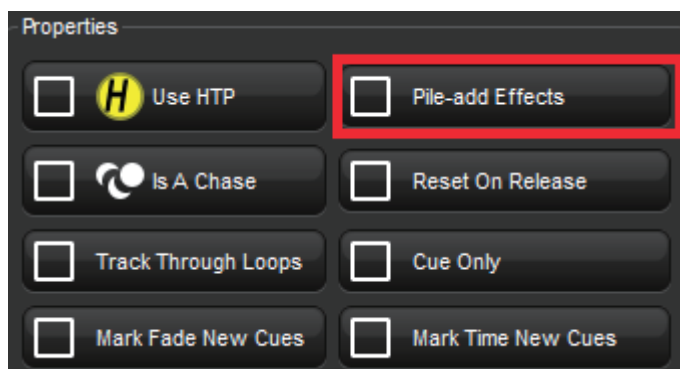 Properties
H Use HTP
Pile-add Effects
Is A Chase
Reset On Release
Track Through Loops
Cue Only
Mark Fade New Cues
Mark Time New Cues